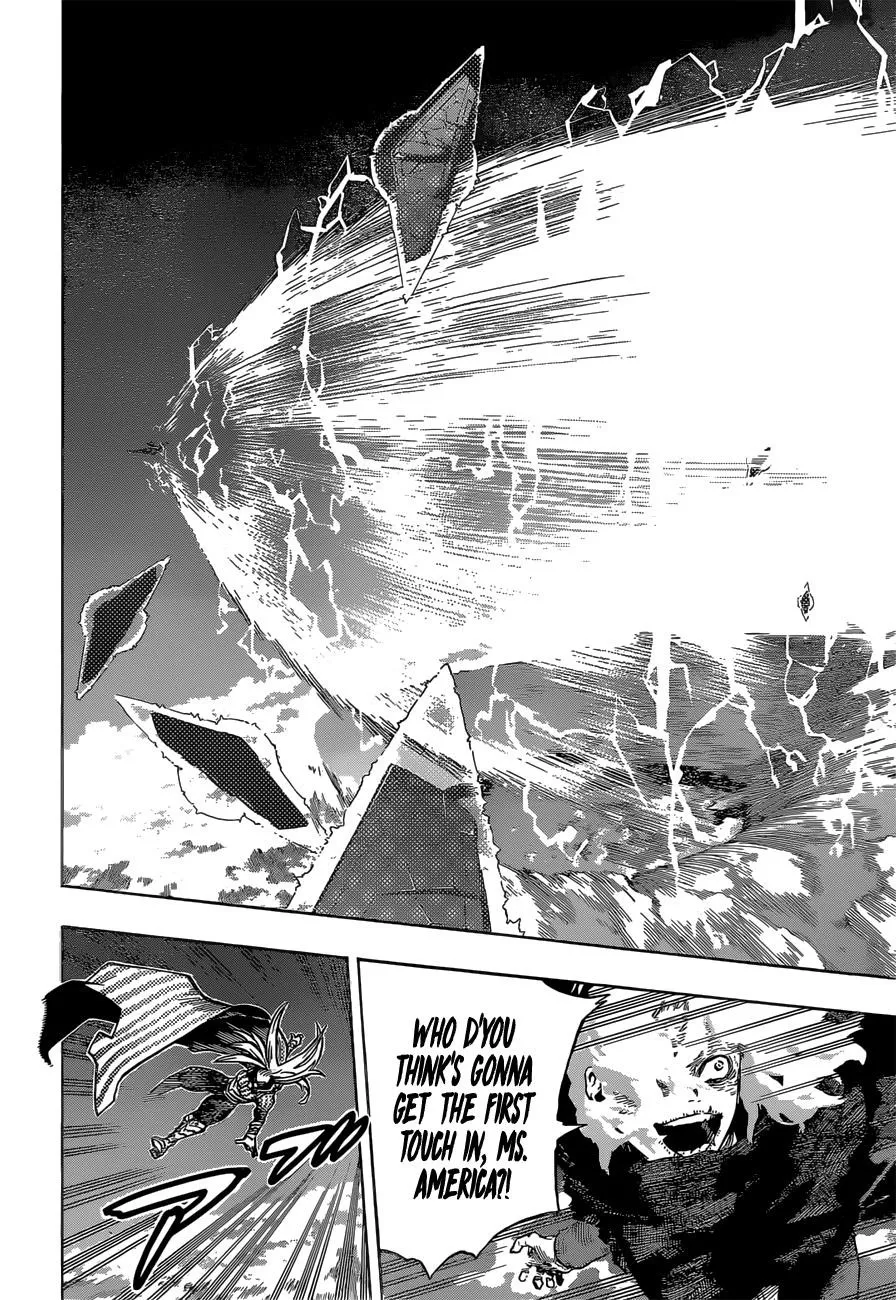 WHO D'YOU
THINK'S GONNA
GET THE FIRST
TOUCH IN, MS.
AMERICA?!